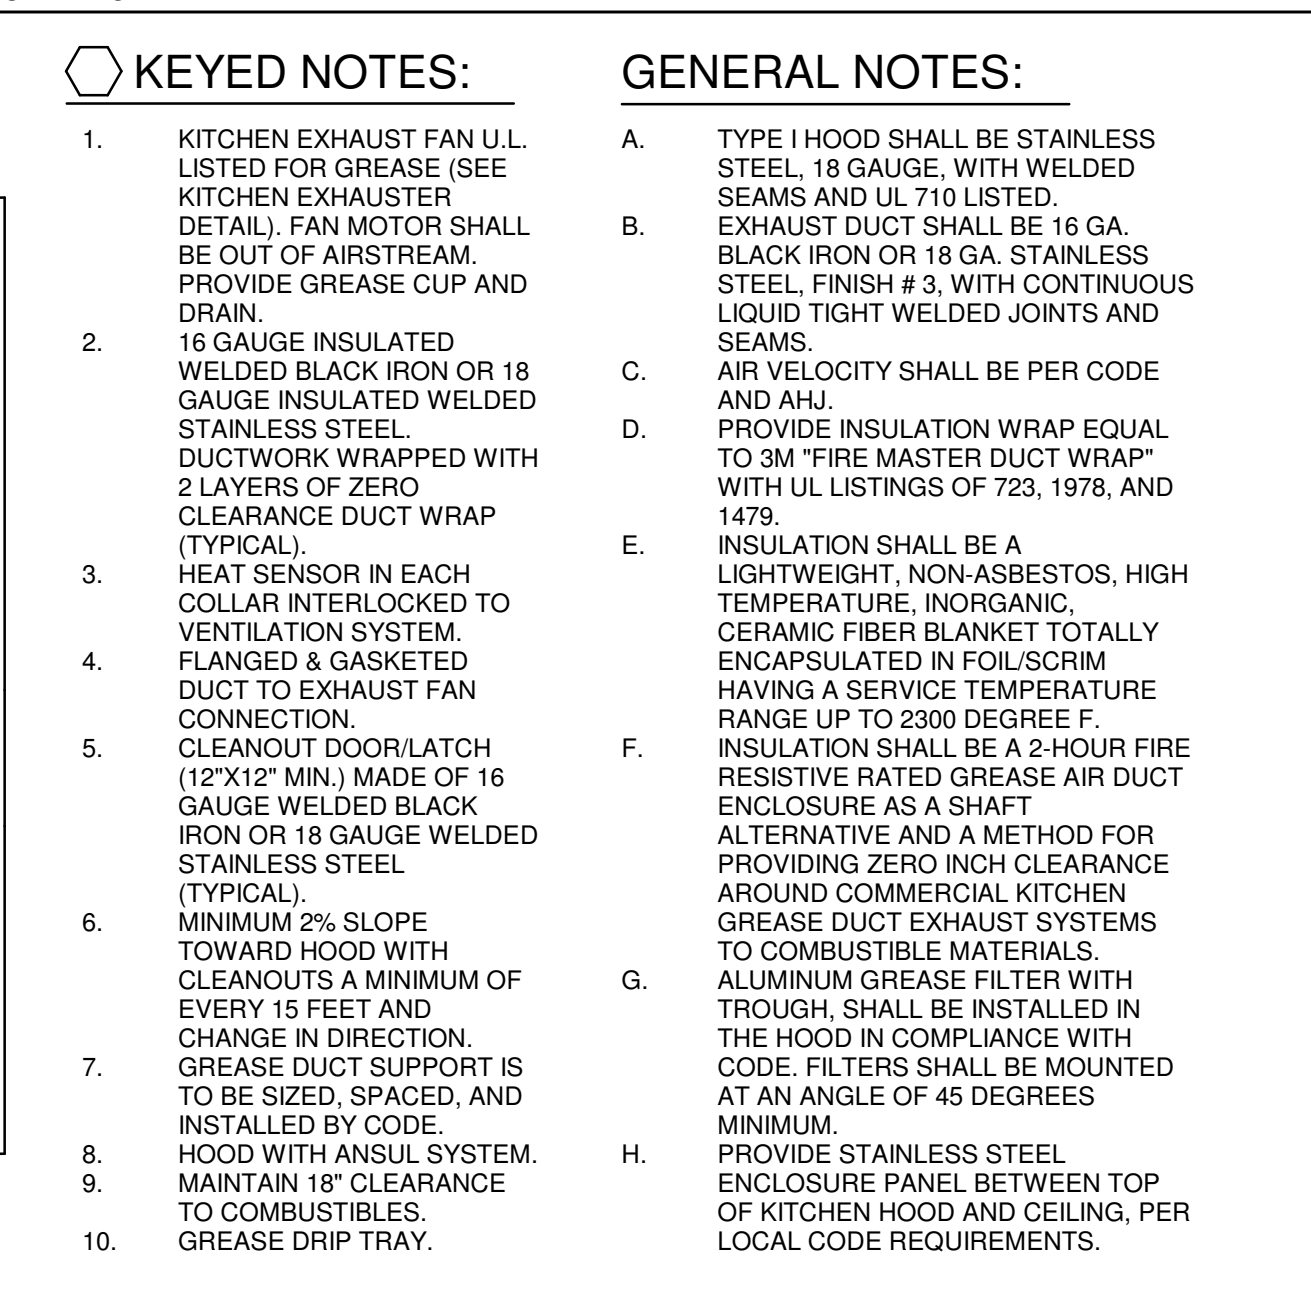 KEYED NOTES:
1. KITCHEN EXHAUST FAN U.L.
LISTED FOR GREASE (SEE
KITCHEN EXHAUSTER
DETAIL). FAN MOTOR SHALL
BE OUT OF AIRSTREAM.
PROVIDE GREASE CUP AND
DRAIN.
2. 16 GAUGE INSULATED
WELDED BLACK IRON OR 18
GAUGE INSULATED WELDED
STAINLESS STEEL.
DUCTWORK WRAPPED WITH
2 LAYERS OF ZERO
CLEARANCE DUCT WRAP
(TYPICAL).
3. HEAT SENSOR IN EACH
COLLAR INTERLOCKED TO
VENTILATION SYSTEM.
4. FLANGED & GASKETED
DUCT TO EXHAUST FAN
CONNECTION.
5. CLEANOUT DOOR/LATCH
(12"X12" MIN.) MADE OF 16
GAUGE WELDED BLACK
IRON OR 18 GAUGE WELDED
STAINLESS STEEL
(TYPICAL).
6. MINIMUM 2% SLOPE
TOWARD HOOD WITH
CLEANOUTS A MINIMUM OF
EVERY 15 FEET AND
CHANGE IN DIRECTION.
7. GREASE DUCT SUPPORT IS
TO BE SIZED, SPACED, AND
INSTALLED BY CODE.
8. HOOD WITH ANSUL SYSTEM.
9. MAINTAIN 18" CLEARANCE
TO COMBUSTIBLES.
10. GREASE DRIP TRAY.
GENERAL NOTES:
A. TYPE I HOOD SHALL BE STAINLESS
STEEL, 18 GAUGE, WITH WELDED
SEAMS AND UL 710 LISTED.
B. EXHAUST DUCT SHALL BE 16 GA.
BLACK IRON OR 18 GA. STAINLESS
STEEL, FINISH # 3, WITH CONTINUOUS
LIQUID TIGHT WELDED JOINTS AND
SEAMS.
C. AIR VELOCITY SHALL BE PER CODE
AND AHJ.
D. PROVIDE INSULATION WRAP EQUAL
TO 3M "FIRE MASTER DUCT WRAP"
WITH UL LISTINGS OF 723, 1978, AND
1479.
E. INSULATION SHALL BE A
LIGHTWEIGHT, NON-ASBESTOS, HIGH
TEMPERATURE, INORGANIC,
CERAMIC FIBER BLANKET TOTALLY
ENCAPSULATED IN FOIL/SCRIM
HAVING A SERVICE TEMPERATURE
RANGE UP TO 2300 DEGREE F.
F. INSULATION SHALL BE A 2-HOUR FIRE
RESISTIVE RATED GREASE AIR DUCT
ENCLOSURE AS A SHAFT
ALTERNATIVE AND A METHOD FOR
PROVIDING ZERO INCH CLEARANCE
AROUND COMMERCIAL KITCHEN
GREASE DUCT EXHAUST SYSTEMS
TO COMBUSTIBLE MATERIALS.
G. ALUMINUM GREASE FILTER WITH
TROUGH, SHALL BE INSTALLED IN
THE HOOD IN COMPLIANCE WITH
CODE. FILTERS SHALL BE MOUNTED
AT AN ANGLE OF 45 DEGREES
MINIMUM.
H. PROVIDE STAINLESS STEEL
ENCLOSURE PANEL BETWEEN TOP
OF KITCHEN HOOD AND CEILING, PER
LOCAL CODE REQUIREMENTS.